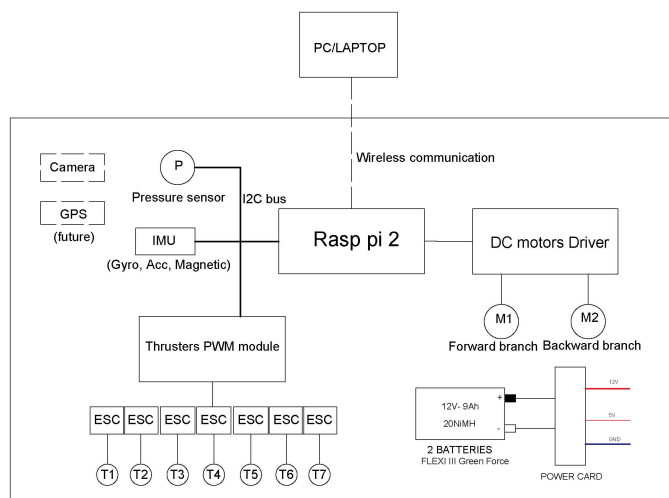 PC/LAPTOP
Wireless communication
Camera
P
Pressure sensor
I2C bus
GPS
(future)
IMU
(Gyro, Acc, Magnetic)
Rasp pi 2
DC motors Driver
M1
M2
Forward branch
Backward branch
Thrusters PWM module
ESC ESC ESC ESC ESC ESC ESC
T1 T2 T3 T4 T5 T6 T7
12V- 9Ah
20NiMH
+
-
2 BATTERIES
FLEXI III Green Force
12V
5V
GND
POWER CARD